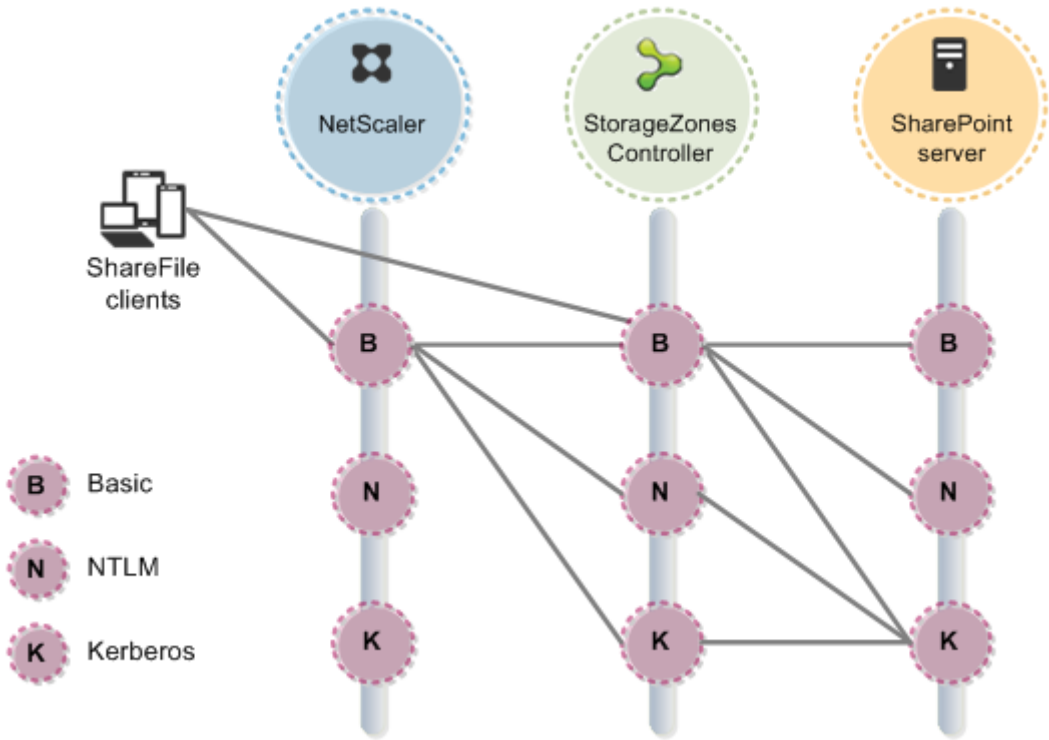 NetScaler
StorageZones
Controller
SharePoint
server
ShareFile
clients
B
B
B
B
Basic
N
N
N
N
NTLM
K
K
K
K
Kerberos